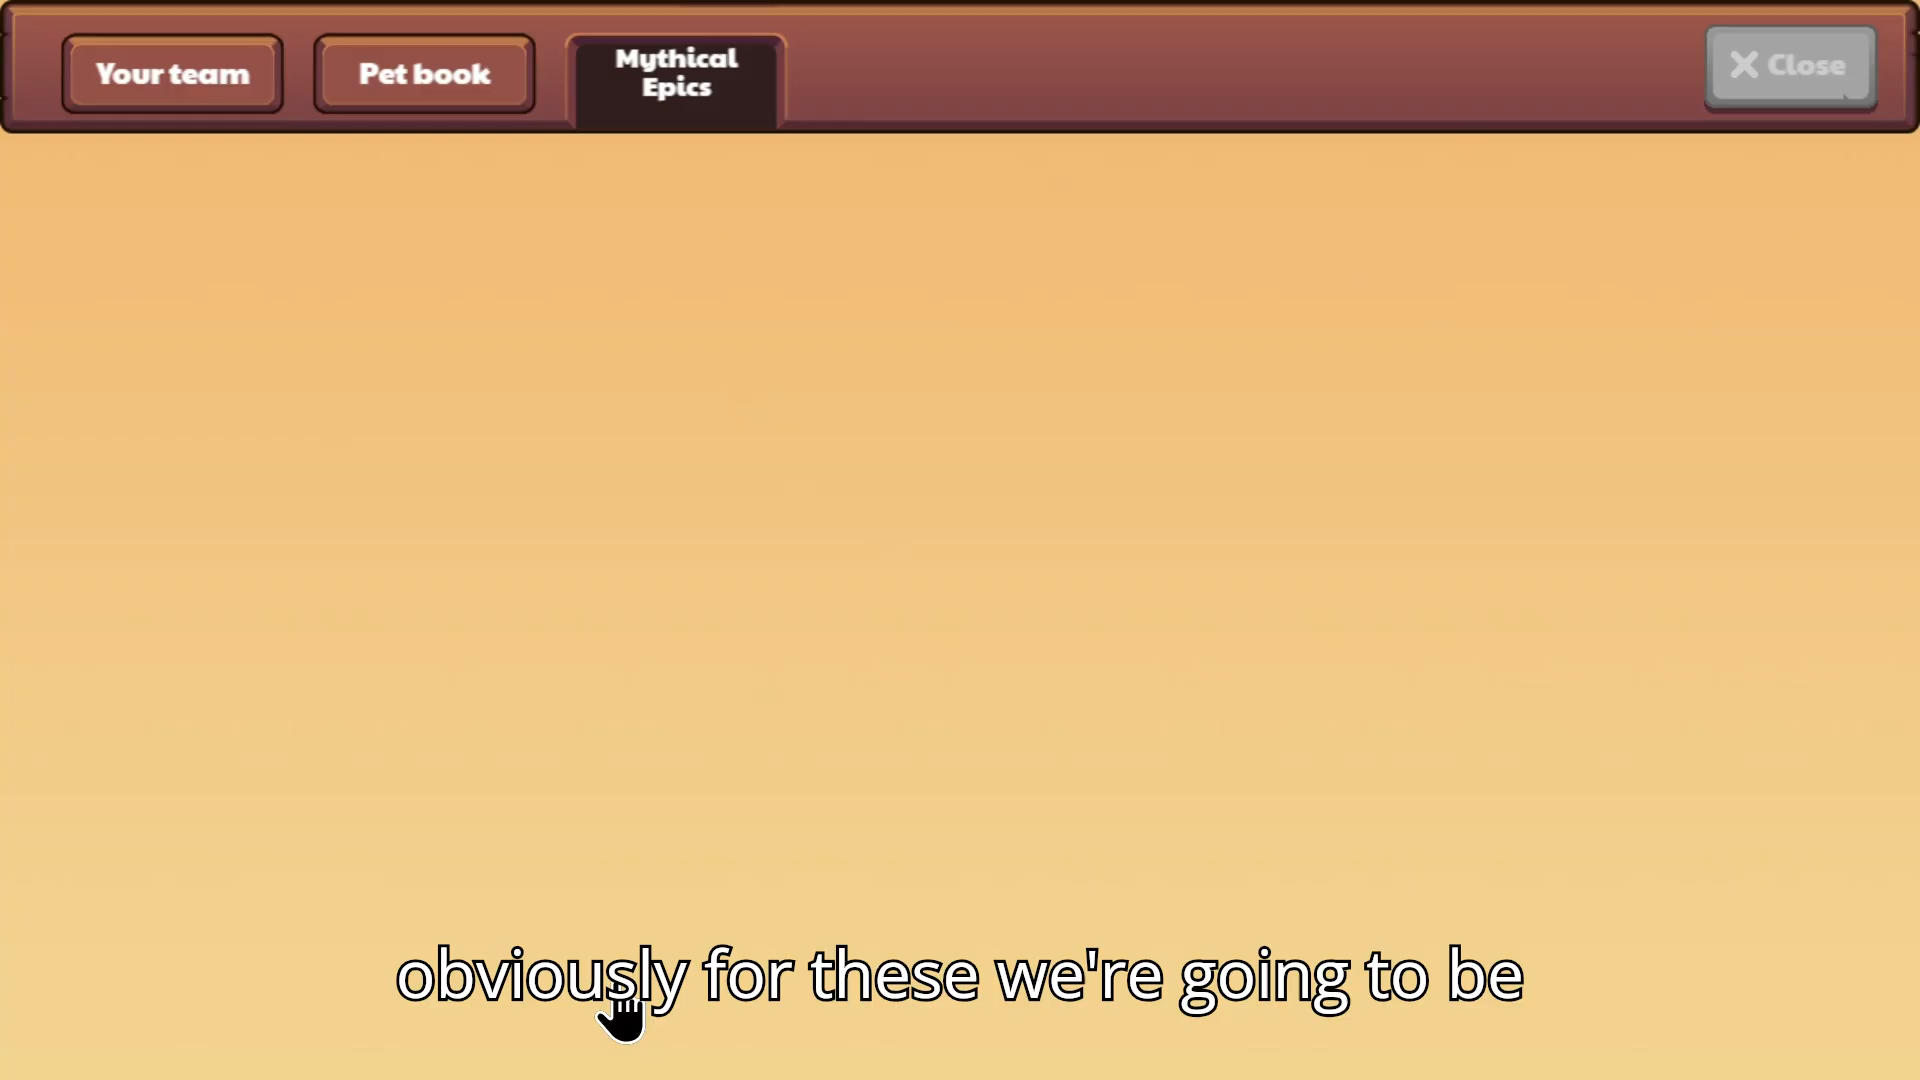 Your team
Pet book
Mythical
Epics
Close
obviously for these we're going to be